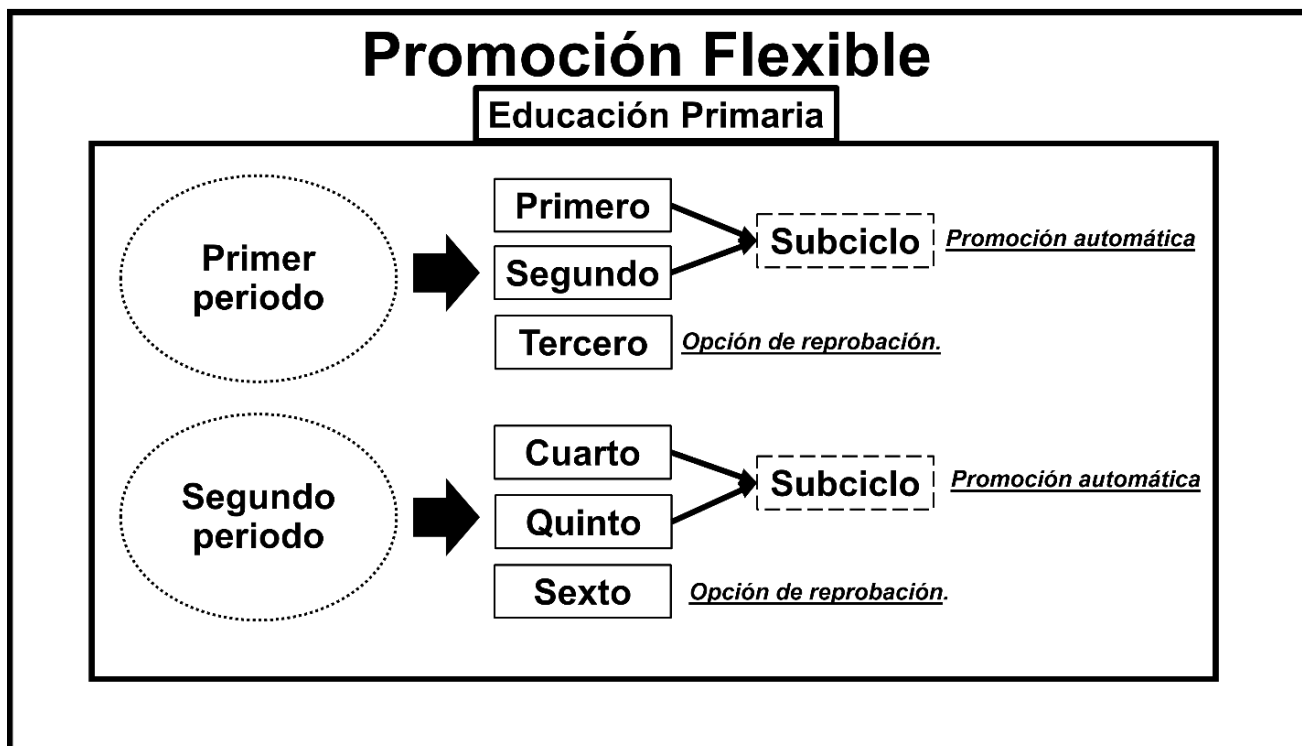 Promoción Flexible
Educación Primaria
Primer
periodo
Primero
Segundo
Tercero
Subciclo
Promoción automática
Opción de reprobación.
Segundo
periodo
Cuarto
Quinto
Sexto
Subciclo
Promoción automática
Opción de reprobación.